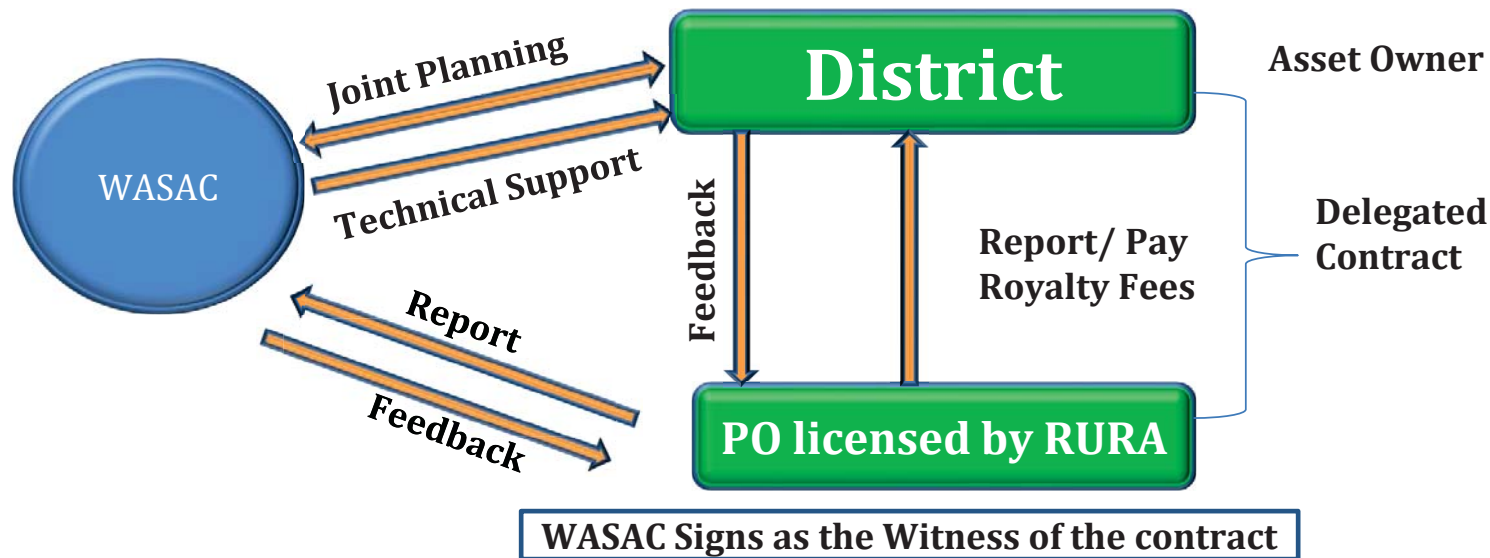 Joint Planning
District
Asset Owner
WASAC
Technical Support
Feedback
Report/ Pay
Royalty Fees
Delegated
Contract
Report
Feedback
PO licensed by RURA
WASAC Signs as the Witness of the contract